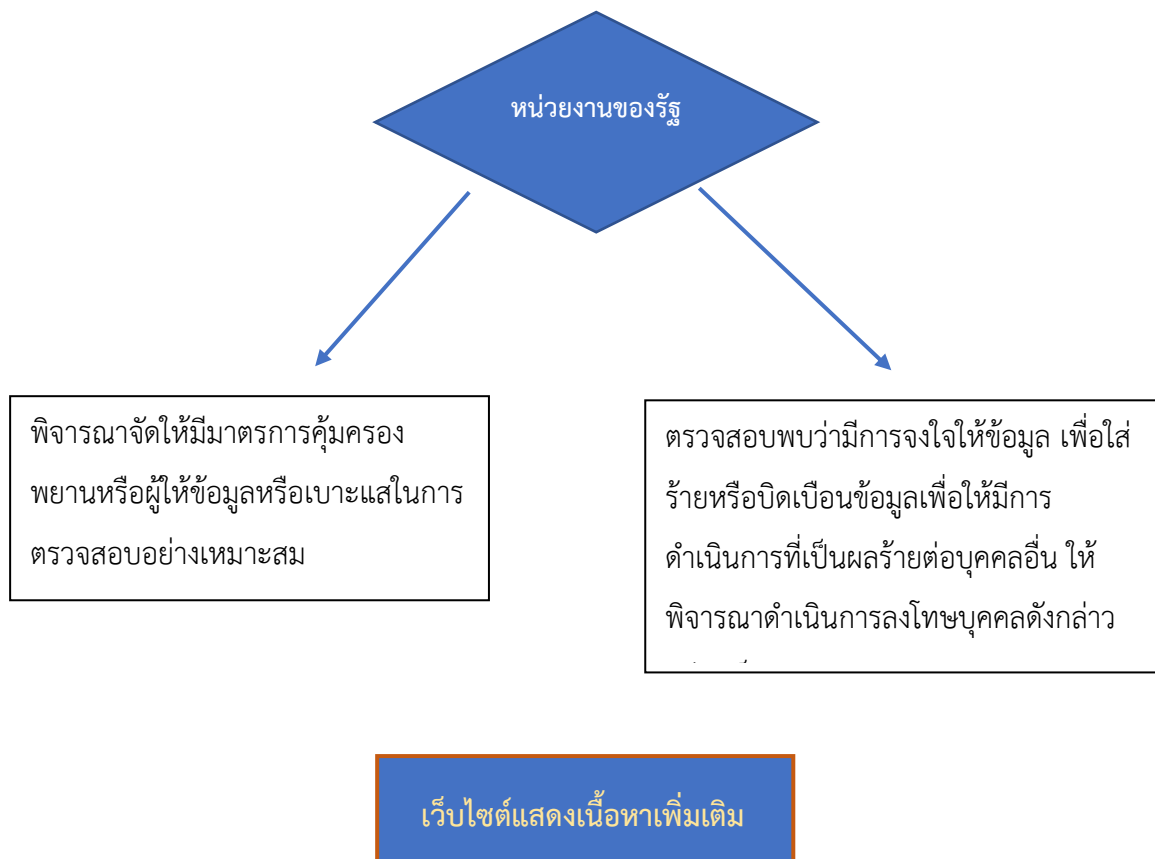 หน่วยงานของรัฐ
พิจารณาจัดให้มีมาตรการคุ้มครอง
พยานหรือผู้ให้ข้อมูลหรือเบาะแสในการ
ตรวจสอบอย่างเหมาะสม
ตรวจสอบพบว่ามีการจงใจให้ข้อมูล เพื่อใส่
ร้ายหรือบิดเบือนข้อมูลเพื่อให้มีการ
ดำเนินการที่เป็นผลร้ายต่อบุคคลอื่น ให้
พิจารณาดำเนินการลงโทษบุคคลดังกล่าว
เว็บไซต์แสดงเนื้อหาเพิ่มเติม